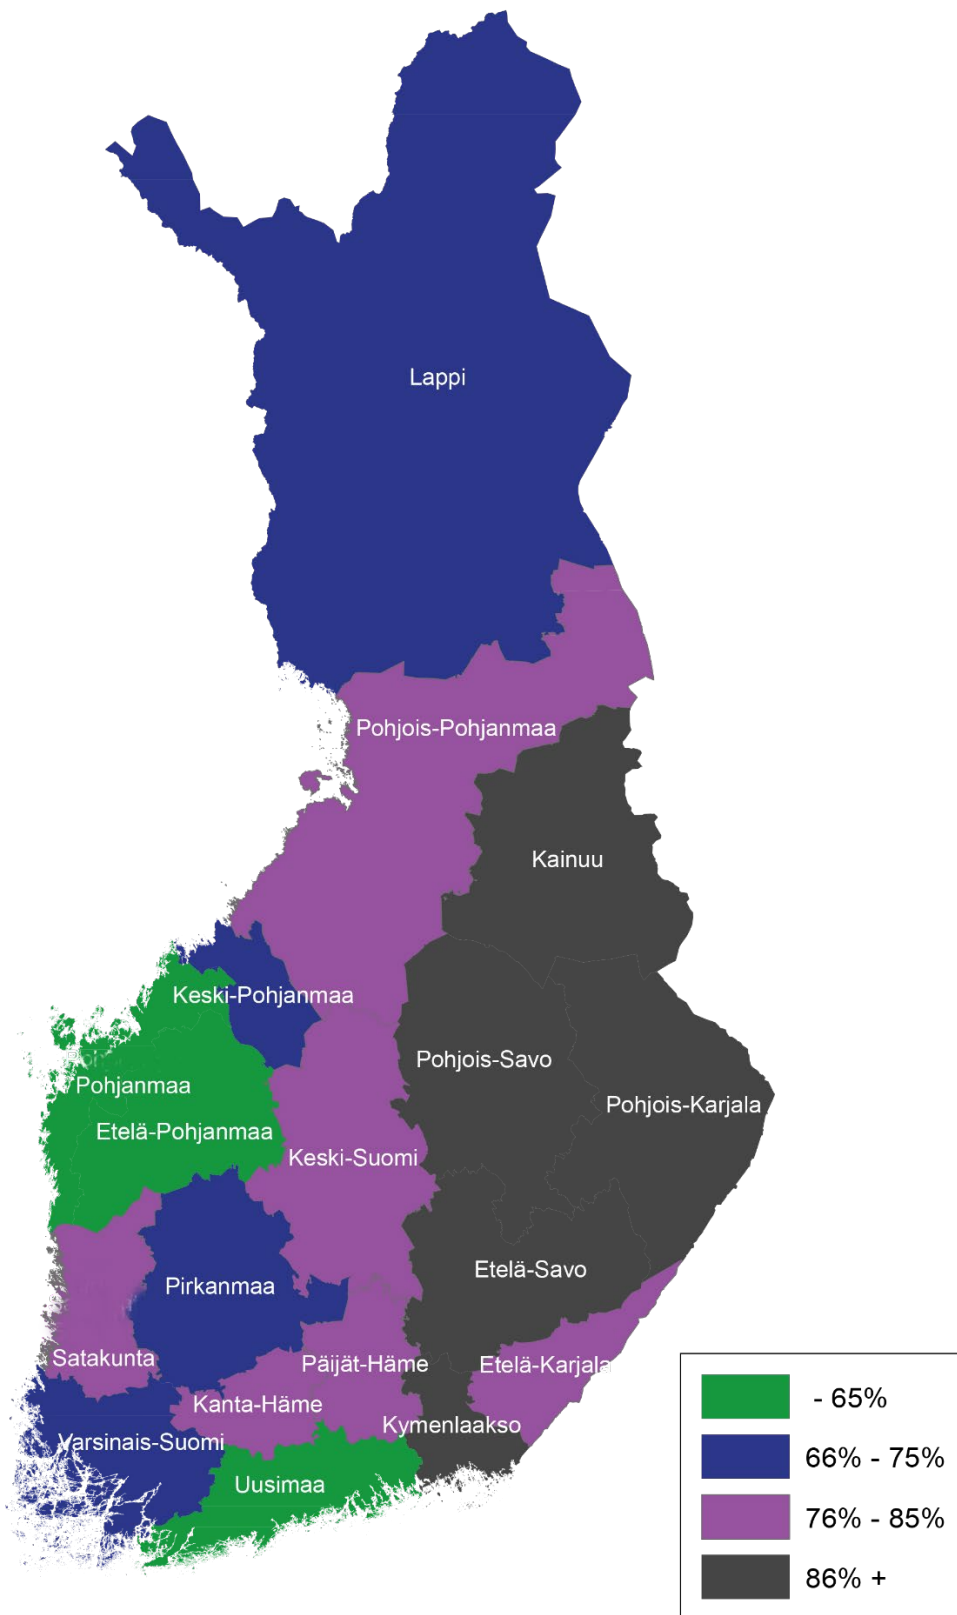 Lappi
Pohjois-Pohjanmaa
Kainuu
Keski-Pohjanmaa
Pohjois-Savo
Pohjanmaa
Pohjois-Karjala
Etelä-Pohjanmaa
Keski-Suomi
Etelä-Savo
Pirkanmaa
Satakunta
Päijät-Häme
Etelä-Karjala
Kanta-Häme
Kymenlaakso
Varsinais-Suomi
Uusimaa
- 65%
66% - 75%
76% - 85%
86% +